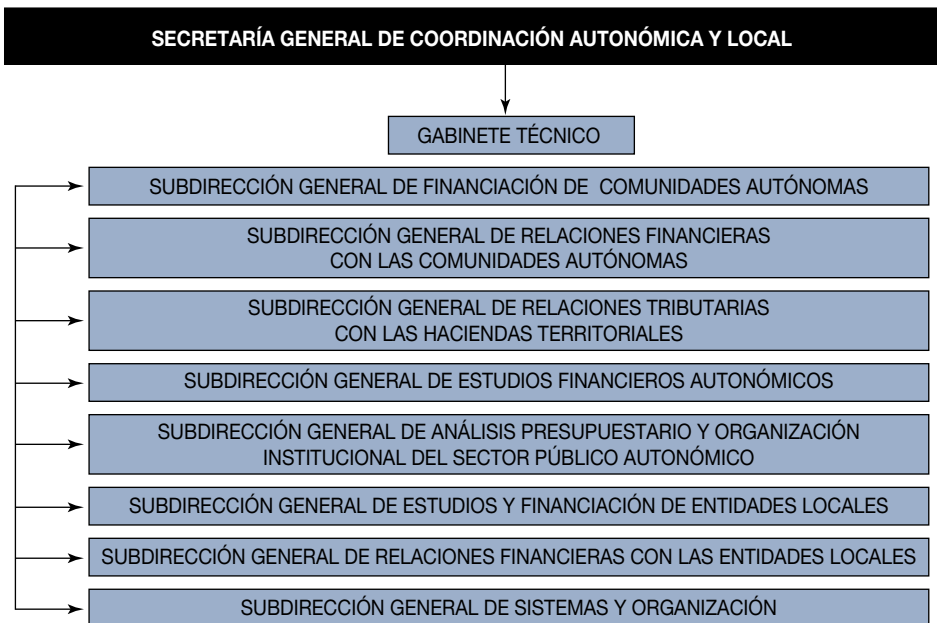 SECRETARÍA GENERAL DE COORDINACIÓN AUTONÓMICA Y LOCAL
GABINETE TÉCNICO
SUBDIRECCIÓN GENERAL DE FINANCIACIÓN DE COMUNIDADES AUTÓNOMAS
SUBDIRECCIÓN GENERAL DE RELACIONES FINANCIERAS
CON LAS COMUNIDADES AUTÓNOMAS
SUBDIRECCIÓN GENERAL DE RELACIONES TRIBUTARIAS
CON LAS HACIENDAS TERRITORIALES
SUBDIRECCIÓN GENERAL DE ESTUDIOS FINANCIEROS AUTONÓMICOS
SUBDIRECCIÓN GENERAL DE ANÁLISIS PRESUPUESTARIO Y ORGANIZACIÓN
INSTITUCIONAL DEL SECTOR PÚBLICO AUTONÓMICO
SUBDIRECCIÓN GENERAL DE ESTUDIOS Y FINANCIACIÓN DE ENTIDADES LOCALES
SUBDIRECCIÓN GENERAL DE RELACIONES FINANCIERAS CON LAS ENTIDADES LOCALES
SUBDIRECCIÓN GENERAL DE SISTEMAS Y ORGANIZACIÓN